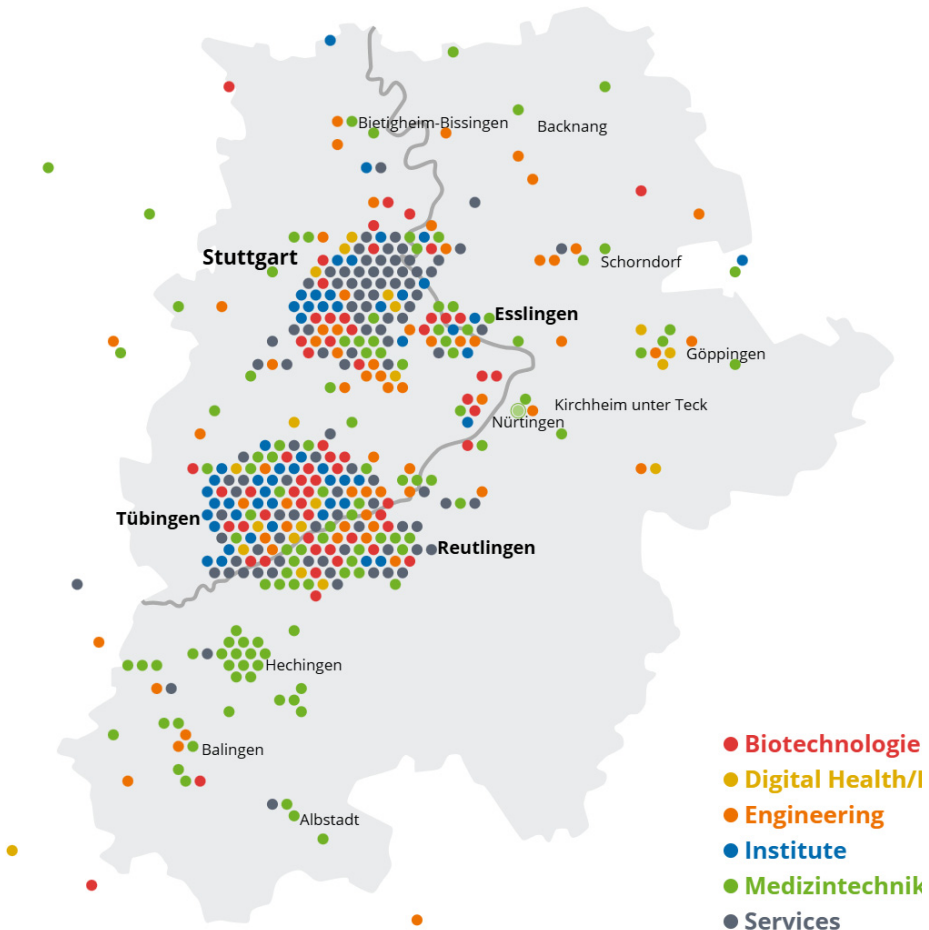 Bietigheim-Bissingen
Backnang
Stuttgart
Schorndorf
Esslingen
Göppingen
Kirchheim unter Teck
Nürtingen
Tübingen
Reutlingen
Hechingen
Balingen
Albstadt
Biotechnologie
Digital Health/
Engineering
Institute
Medizintechnik
Services